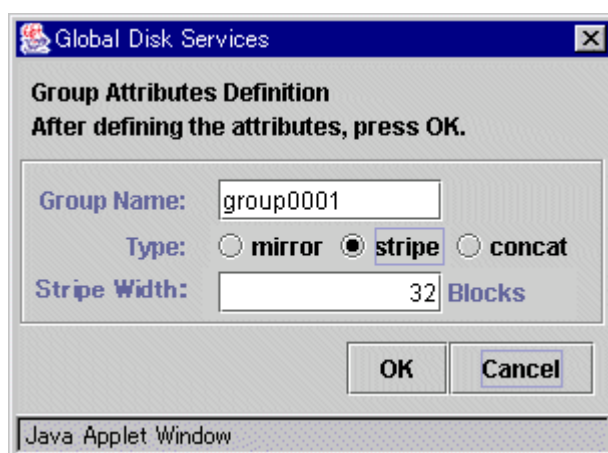 Global Disk Services
Group Attributes Definition
After defining the attributes, press OK.
Group Name: group0001
Type: mirror stripe concat
Stripe Width: 32 Blocks
OK Cancel
Java Applet Window